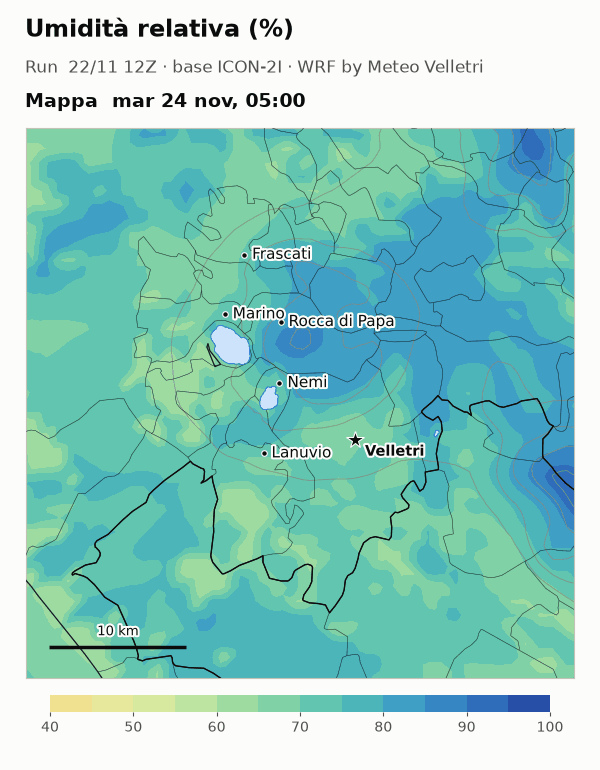 Umidità relativa (%)
Run 22/11 12Z · base ICON-2I · WRF by Meteo Velletri
Mappa mar 24 nov, 05:00
Frascati
Marino
Rocca di Papa
Nemi
Velletri
Lanuvio
10 km
40 50 60 70 80 90 100